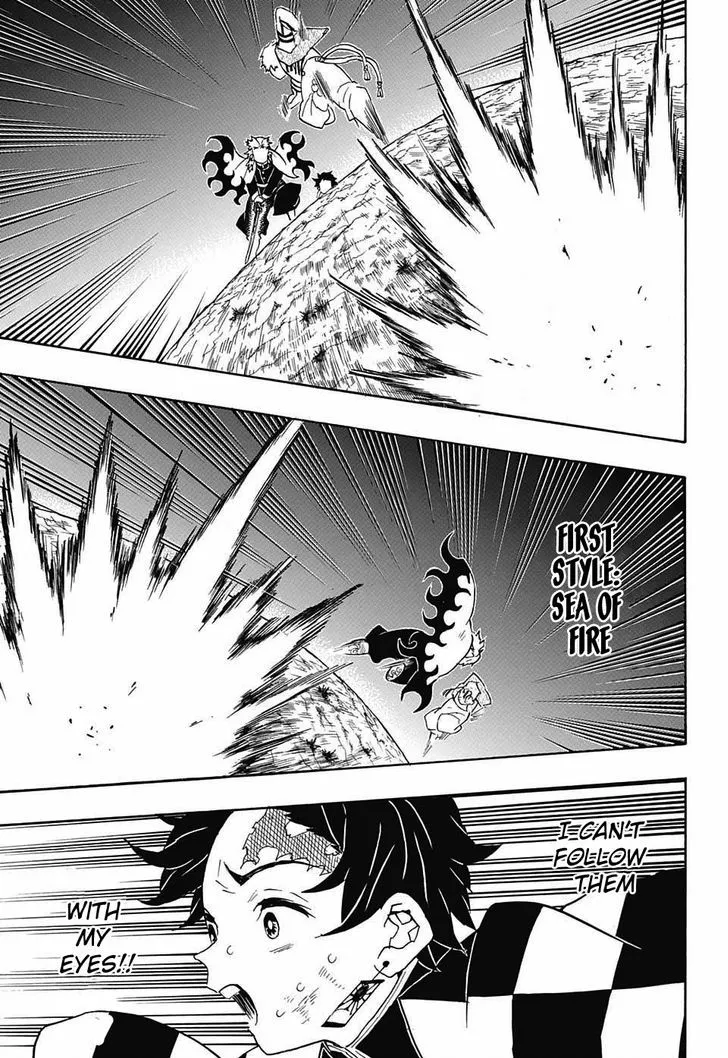 FIRST
STYLE:
SEA OF
FIRE
I CAN'T
FOLLOW
THEM
WITH
MY
EYES!!